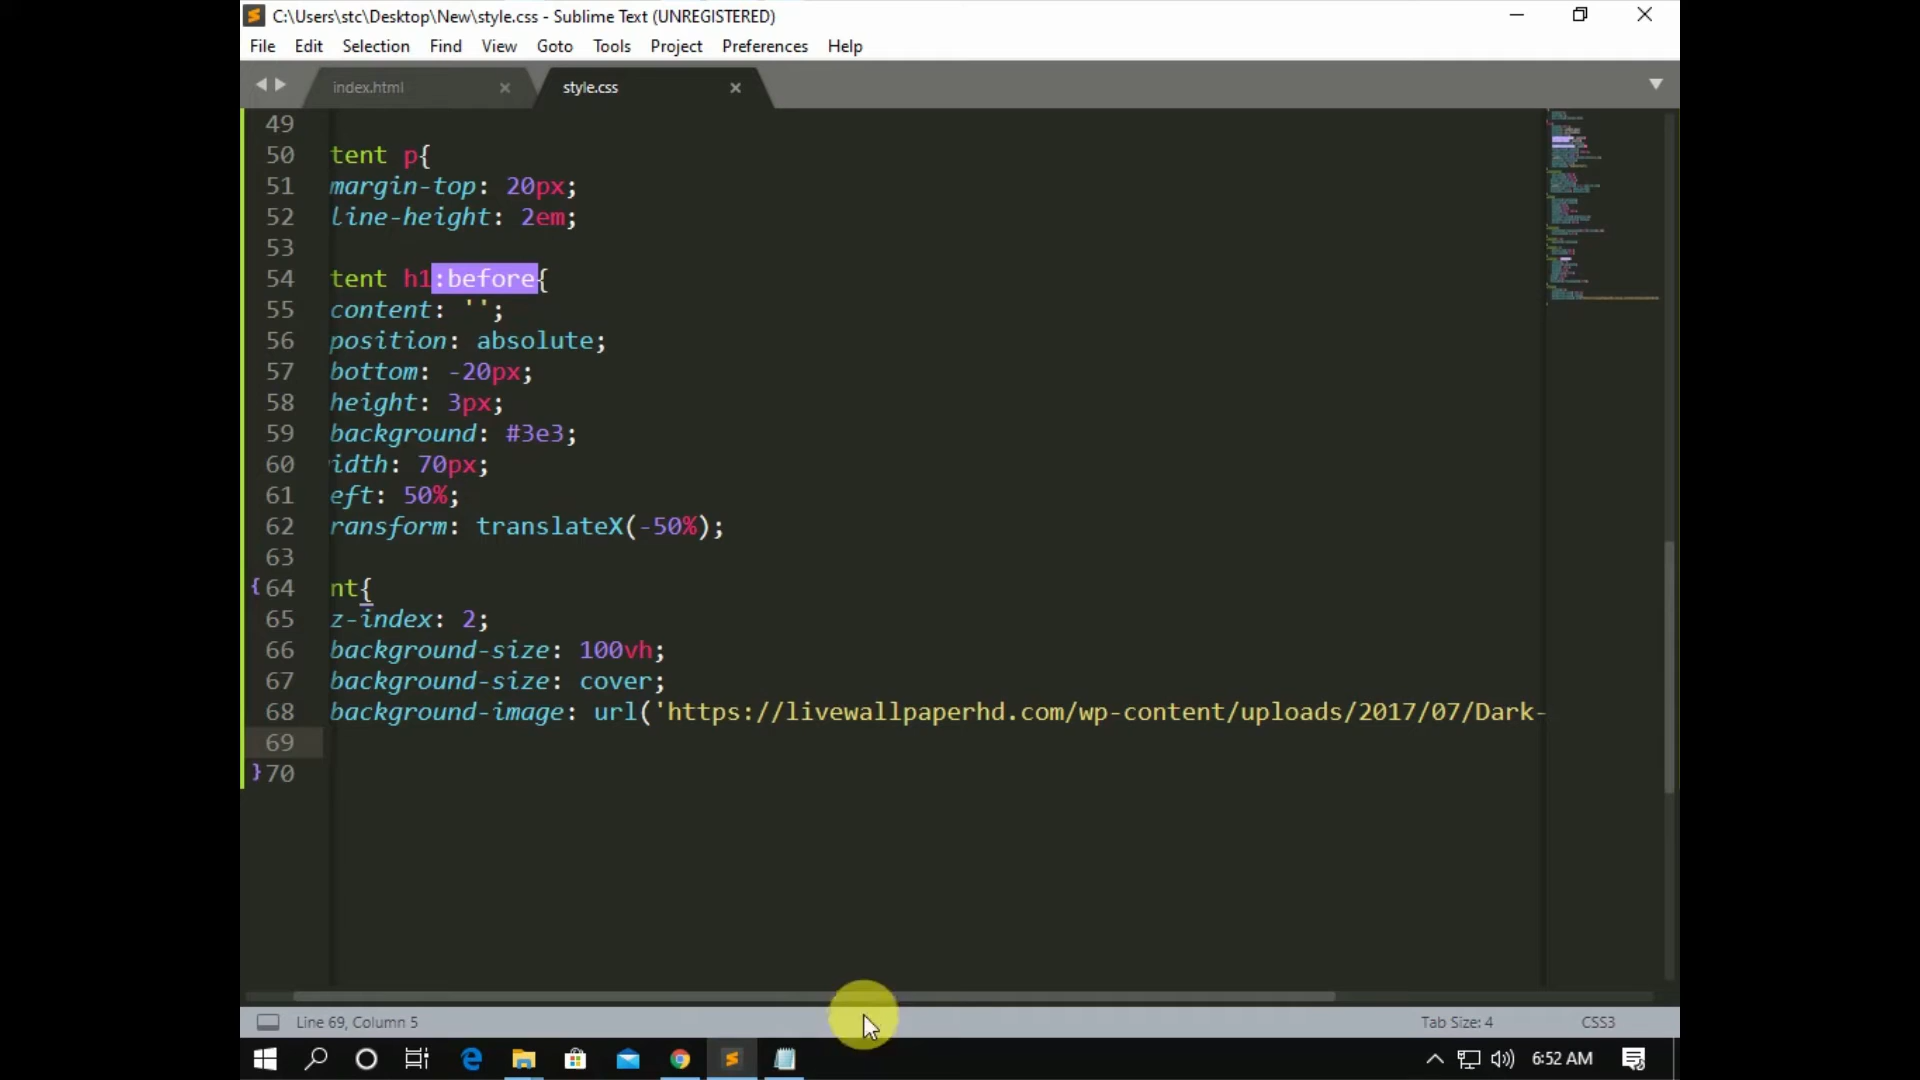 C:\Users\stc\Desktop\New\style.css - Sublime Text (UNREGISTERED)
File Edit Selection Find View Goto Tools Project Preferences Help
index.html × style.css ×
49
50 tent p{
51 margin-top: 20px;
52 line-height: 2em;
53
54 tent h1:before{
55 content: '';
56 position: absolute;
57 bottom: -20px;
58 height: 3px;
59 background: #3e3;
60 idth: 70px;
61 eft: 50%;
62 ransform: translateX(-50%);
63
{64 nt{
65 z-index: 2;
66 background-size: 100vh;
67 background-size: cover;
68 background-image: url('https://livewallpaperhd.com/wp-content/uploads/2017/07/Dark-
69
}70
Line 69, Column 5 Tab Size: 4 CSS3
6:52 AM